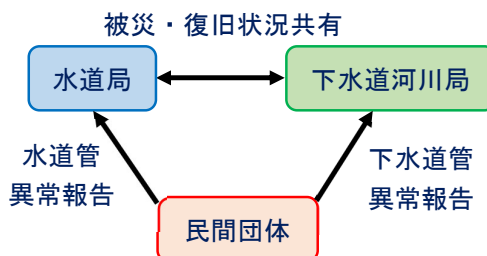 被災・復旧状況共有
水道局
下水道河川局
水道管
異常報告
下水道管
異常報告
民間団体